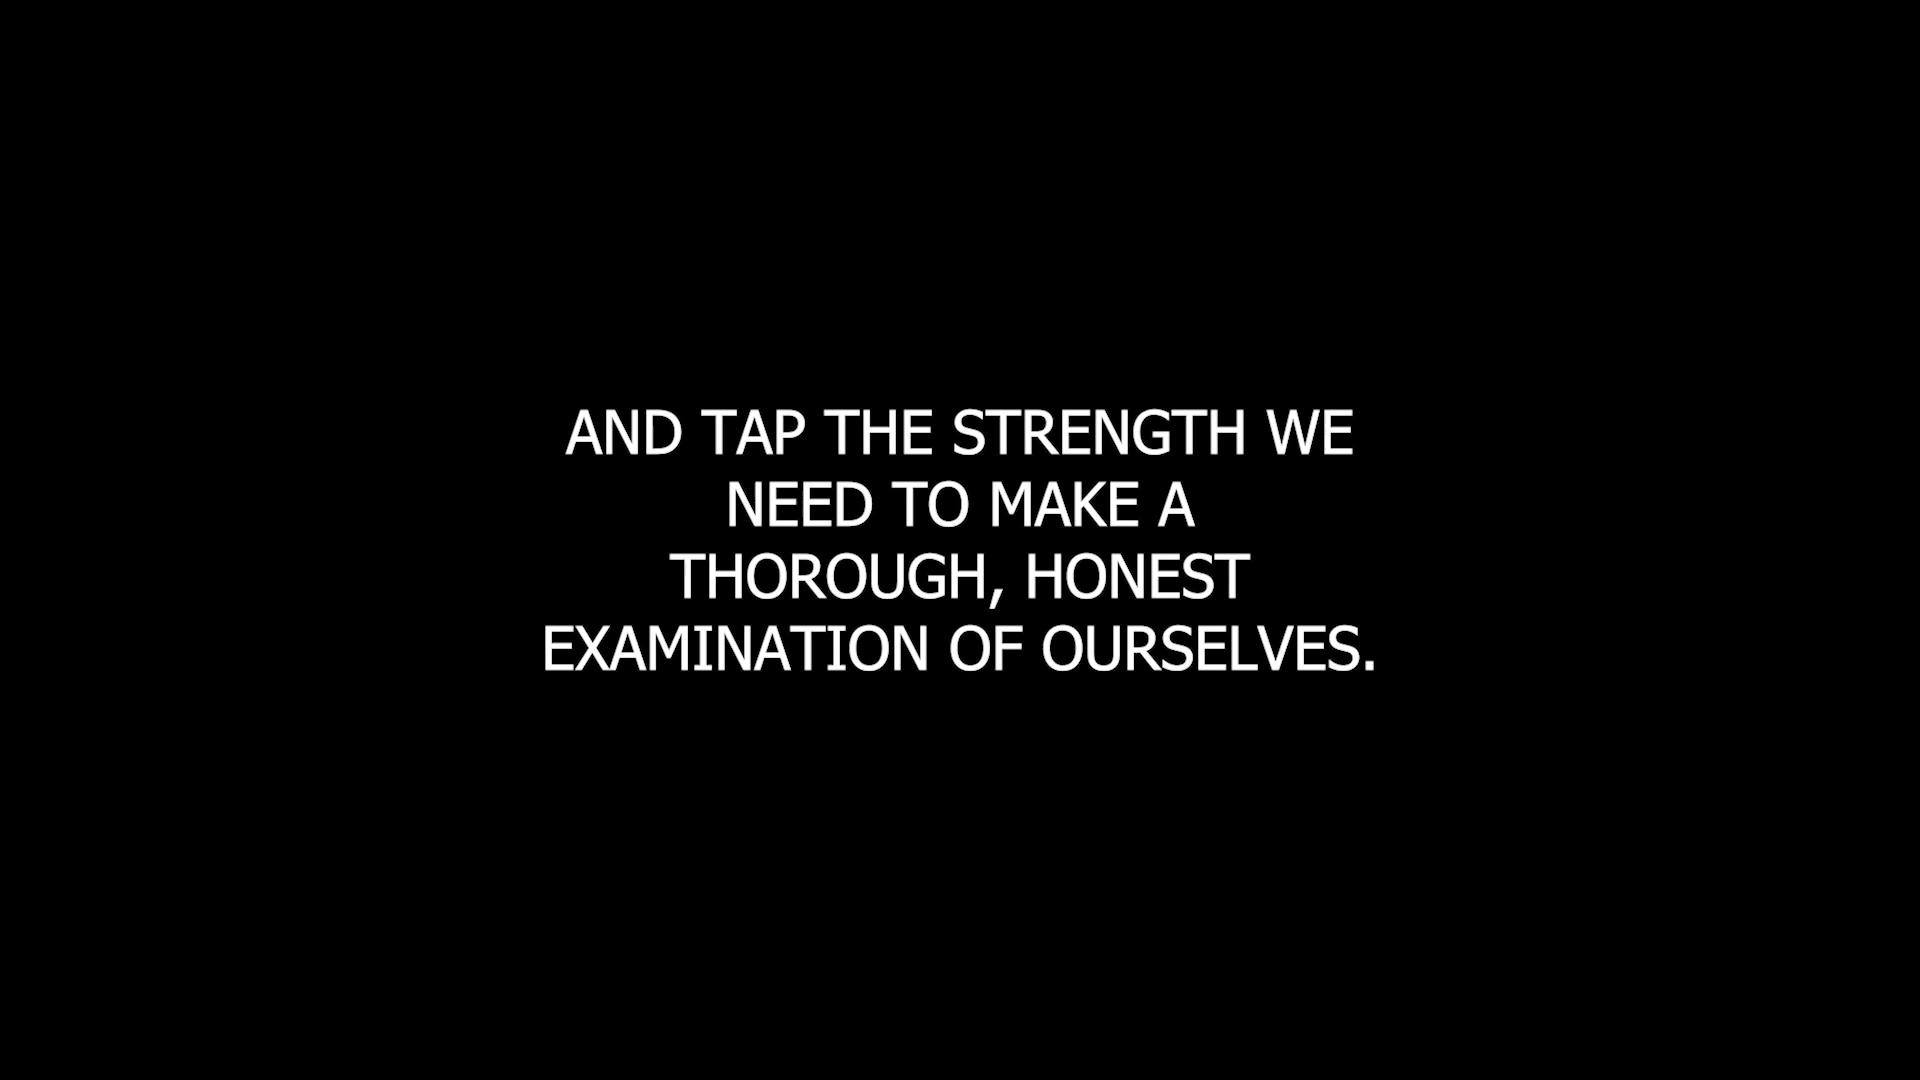 AND TAP THE STRENGTH WE
NEED TO MAKE A
THOROUGH, HONEST
EXAMINATION OF OURSELVES.